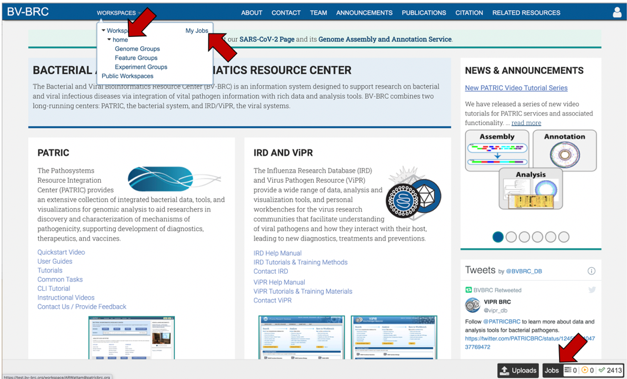 BV-BRC
WORKSPACES
ABOUT CONTACT TEAM ANNOUNCEMENTS PUBLICATIONS CITATION RELATED RESOURCES
Workspa My Jobs
home
Genome Groups
Feature Groups
Experiment Groups
Public Workspaces
our SARS-CoV-2 Page and its Genome Assembly and Annotation Service.
BACTERIAL A MATICS RESOURCE CENTER
The Bacterial and Viral Bioinformatics Resource Center (BV-BRC) is an information system designed to support research on bacterial
and viral infectious diseases via integration of vital pathogen information with rich data and analysis tools. BV-BRC combines two
long-running centers: PATRIC, the bacterial system, and IRD/ViPR, the viral systems.
PATRIC
The Pathosystems
Resource Integration
Center (PATRIC) provides
an extensive collection of integrated bacterial data, tools, and
visualizations for genomic analysis to aid researchers in
discovery and characterization of mechanisms of
pathogenicity, supporting development of diagnostics,
therapeutics, and vaccines.
Quickstart Video
User Guides
Tutorials
Common Tasks
CLI Tutorial
Instructional Videos
Contact Us / Provide Feedback
IRD AND ViPR
The Influenza Research Database (IRD)
and Virus Pathogen Resource (ViPR)
provide a wide range of data, analysis and
visualization tools, and personal
workbenches for the virus research
communities that facilitate understanding
of viral pathogens and how they interact with their host,
leading to new diagnostics, treatments and preventions.
IRD Help Manual
IRD Tutorials & Training Methods
Contact IRD
ViPR Help Manual
ViPR Tutorials & Training Materials
Contact ViPR
NEWS & ANNOUNCEMENTS
New PATRIC Video Tutorial Series
We have released a series of new video
tutorials for PATRIC services and associated
functionality. ... read more
Assembly
Annotation
Analysis
Tweets by @BVBRC_DB
BVBRC Retweeted
VIPR BRC
@vipr_db
Follow @PATRICBRC to learn more about data and
analysis tools for bacterial pathogens.
37769472
Uploads Jobs 0 0 2413